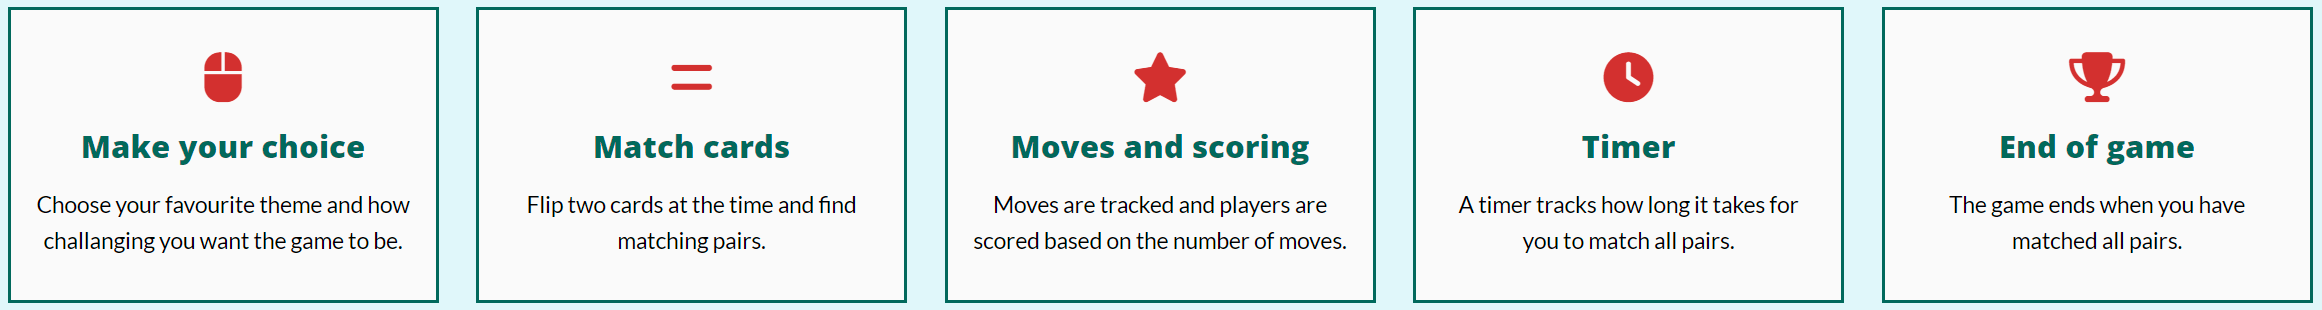 Make your choice
Choose your favourite theme and how
challanging you want the game to be.
Match cards
Flip two cards at the time and find
matching pairs.
Moves and scoring
Moves are tracked and players are
scored based on the number of moves.
Timer
A timer tracks how long it takes for
you to match all pairs.
End of game
The game ends when you have
matched all pairs.